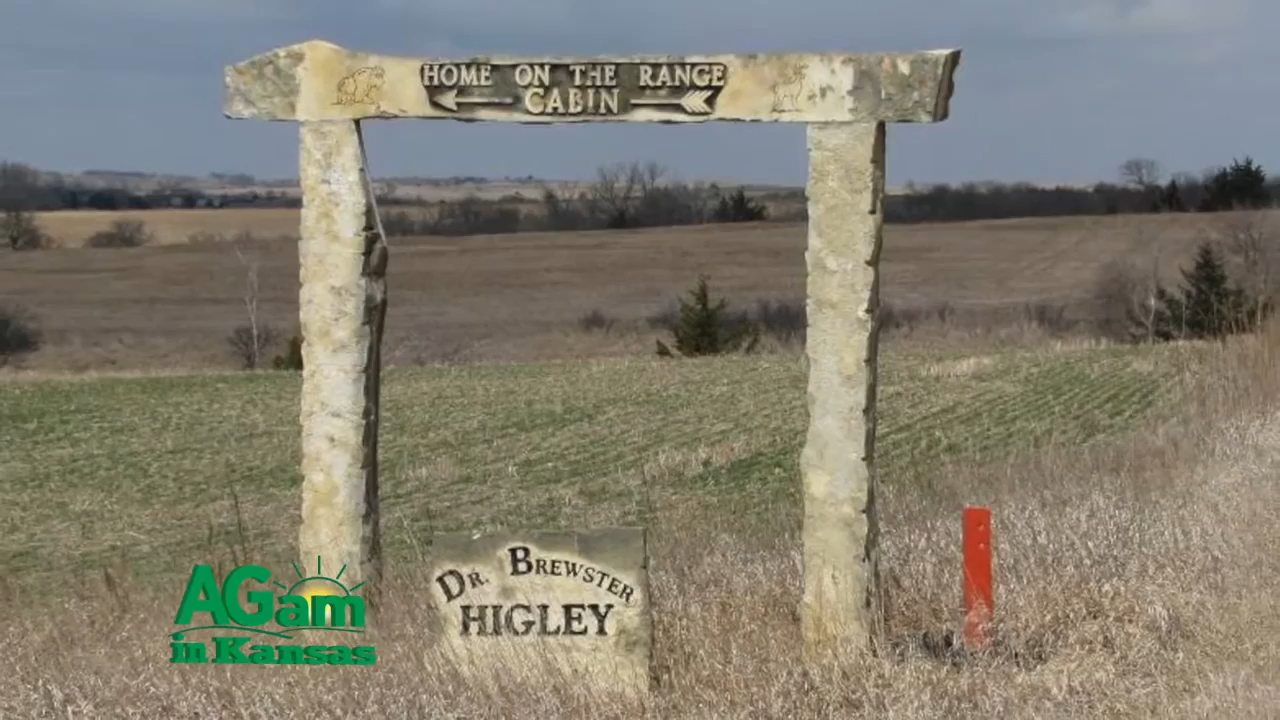 HOME ON THE RANGE
CABIN
DR. BREWSTER
HIGLEY
AGam
in Kansas